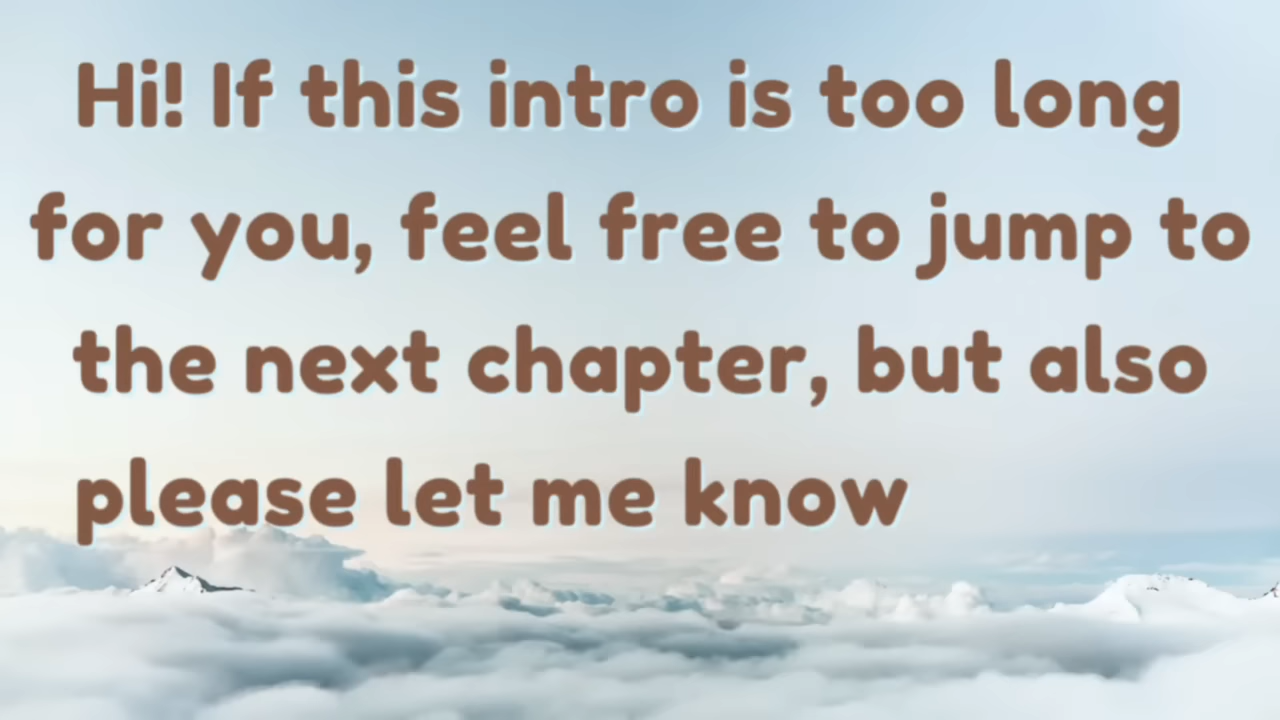 Hi! If this intro is too long
for you, feel free to jump to
the next chapter, but also
please let me know